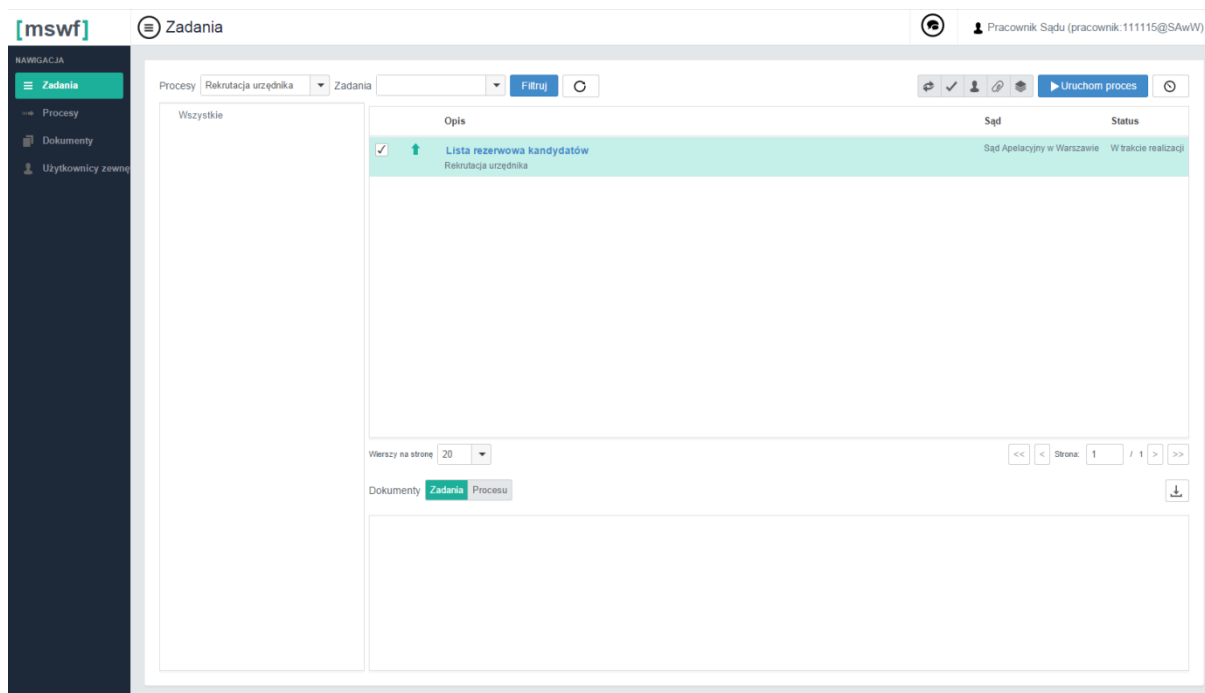 [mswf]
Zadania
Pracownik Sądu (pracownik:111115@SAwW)
NAWIGACJA
Zadania
Procesy
Dokumenty
Użytkownicy zewnę
Procesy Rekrutacja urzędnika Zadania Filtruj Uruchom proces
Wszystkie
Opis Sąd Status
Lista rezerwowa kandydatów Sąd Apelacyjny w Warszawie W trakcie realizacji
Rekrutacja urzędnika
Wierszy na stronę 20 << < Strona: 1 / 1 > >>
Dokumenty Zadania Procesu